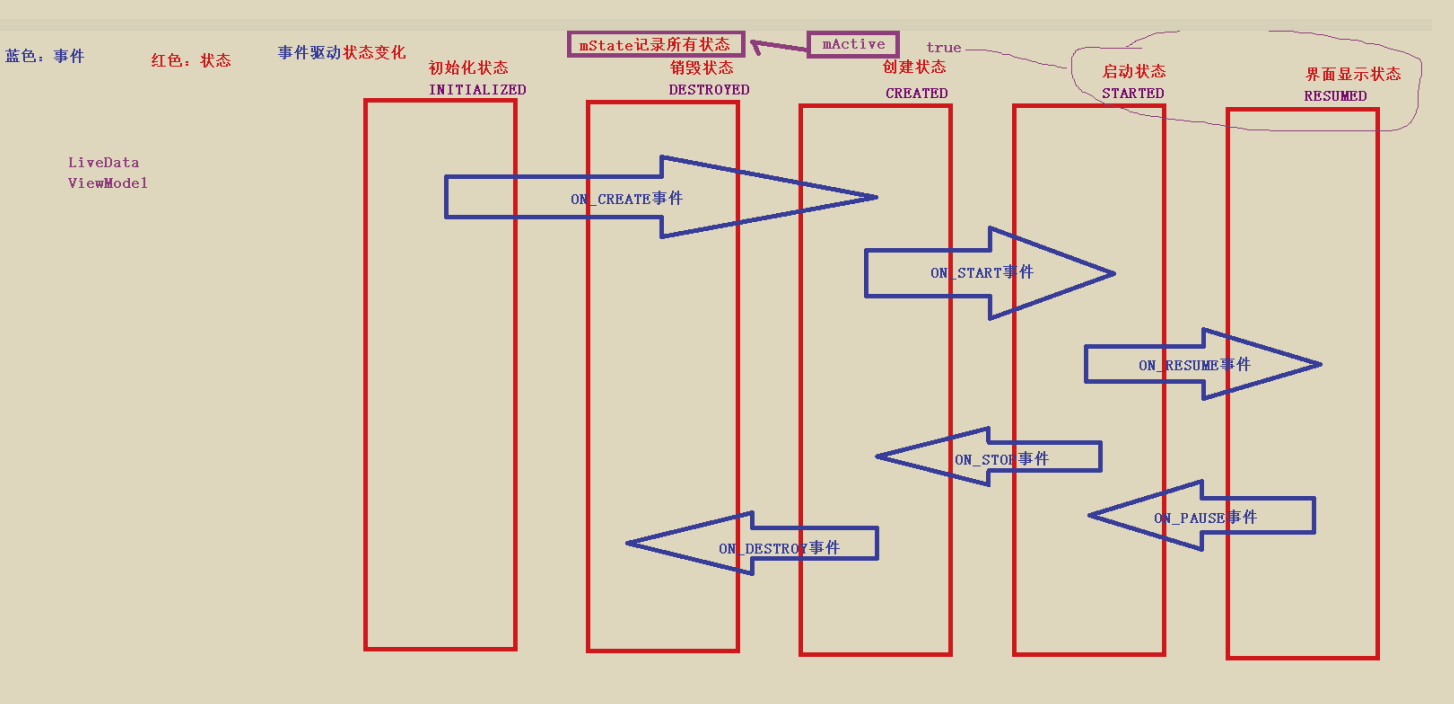 蓝色：事件
红色：状态
事件驱动状态变化
mState记录所有状态
mActive
true
初始化状态
INITIALIZED
销毁状态
DESTROYED
创建状态
CREATED
启动状态
STARTED
界面显示状态
RESUMED
LiveData
ViewModel
ON_CREATE事件
ON_START事件
ON_RESUME事件
ON_STOP事件
ON_PAUSE事件
ON_DESTROY事件